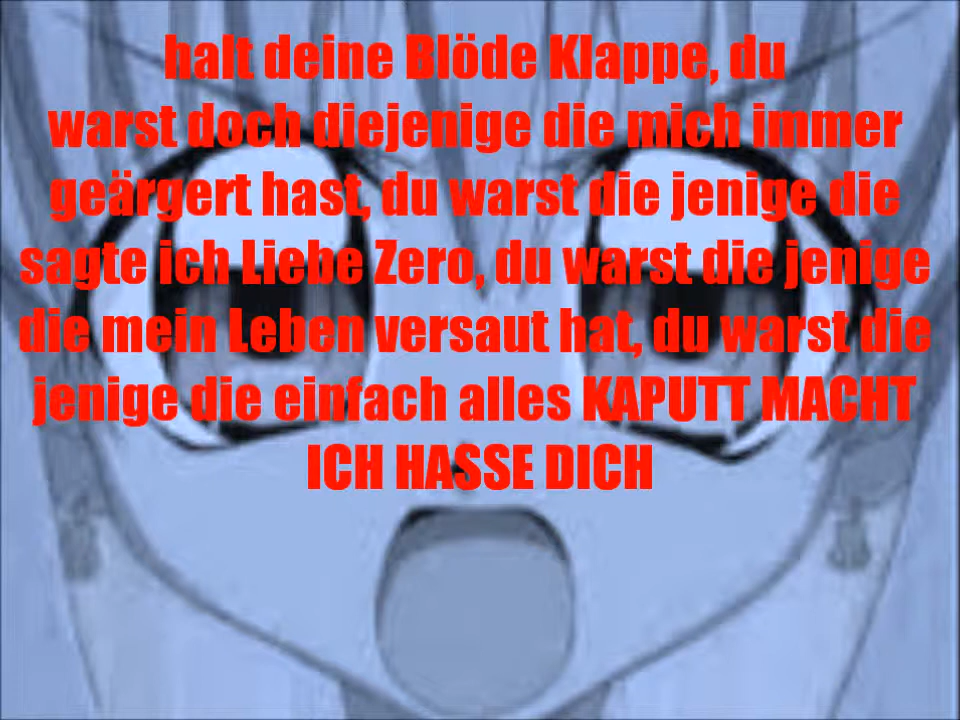 halt deine Blöde Klappe, du
warst doch diejenige die mich immer
geärgert hast, du warst die jenige die
sagte ich Liebe Zero, du warst die jenige
die mein Leben versaut hat, du warst die
jenige die einfach alles KAPUTT MACHT
ICH HASSE DICH